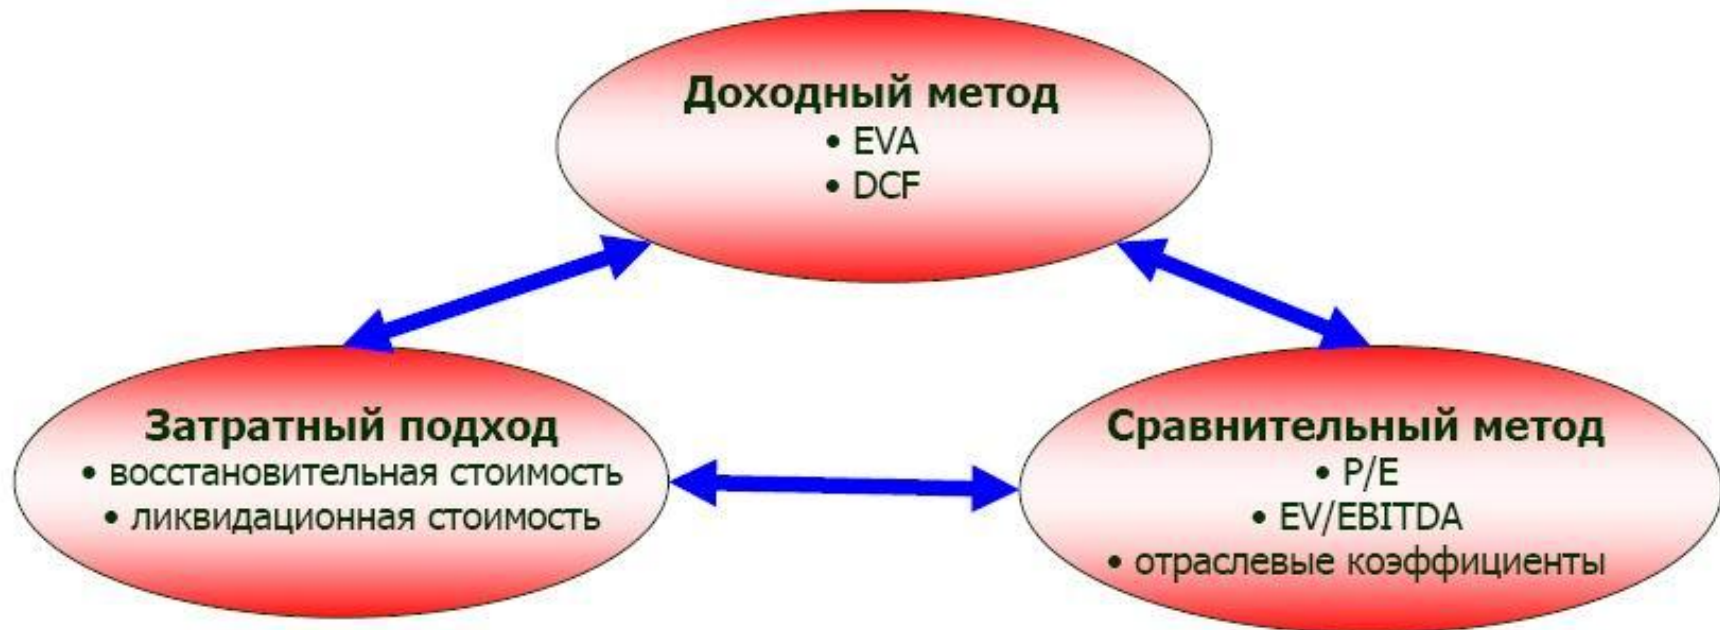 Доходный метод
• EVA
• DCF
Затратный подход
• восстановительная стоимость
• ликвидационная стоимость
Сравнительный метод
• P/E
• EV/EBITDA
• отраслевые коэффициенты